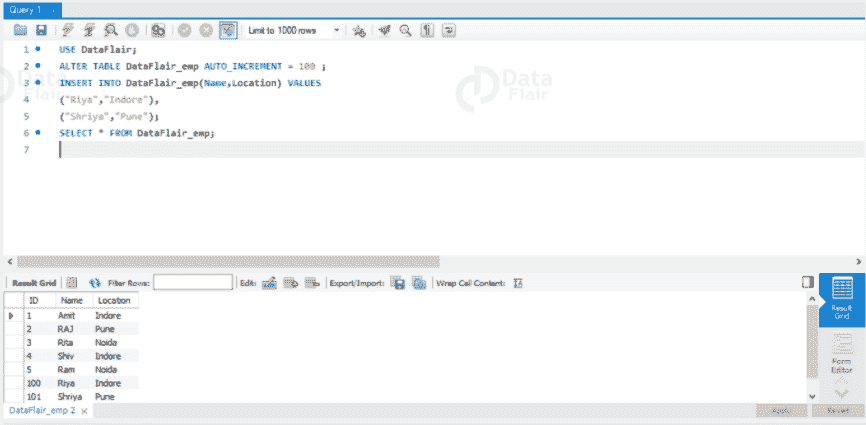 Query 1
Limit to 1000 rows
1 USE DataFlair;
2 ALTER TABLE DataFlair_emp AUTO_INCREMENT = 100 ;
3 INSERT INTO DataFlair_emp(Name,Location) VALUES
4 ("Riya","Indore"),
5 ("Shriya","Pune");
6 SELECT * FROM DataFlair_emp;
7
Data
Flair
Data
Flair
Result Grid Filter Rows: Edit: Export/Import: Wrap Cell Content:
ID Name Location
1 Amit Indore
2 RAJ Pune
3 Rita Noida
4 Shiv Indore
5 Ram Noida
100 Riya Indore
101 Shriya Pune
Result
Grid
Form
Editor
DataFlair_emp 2
Apply Revert